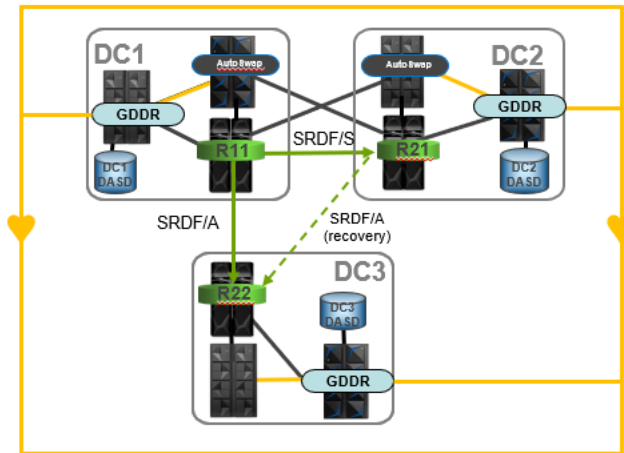 DC1
AutoSwap
AutoSwap
DC2
GDDR
GDDR
R11
SRDF/S
R21
DC1
DASD
DC2
DASD
SRDF/A
SRDF/A
(recovery)
DC3
R22
DC3
DASD
GDDR